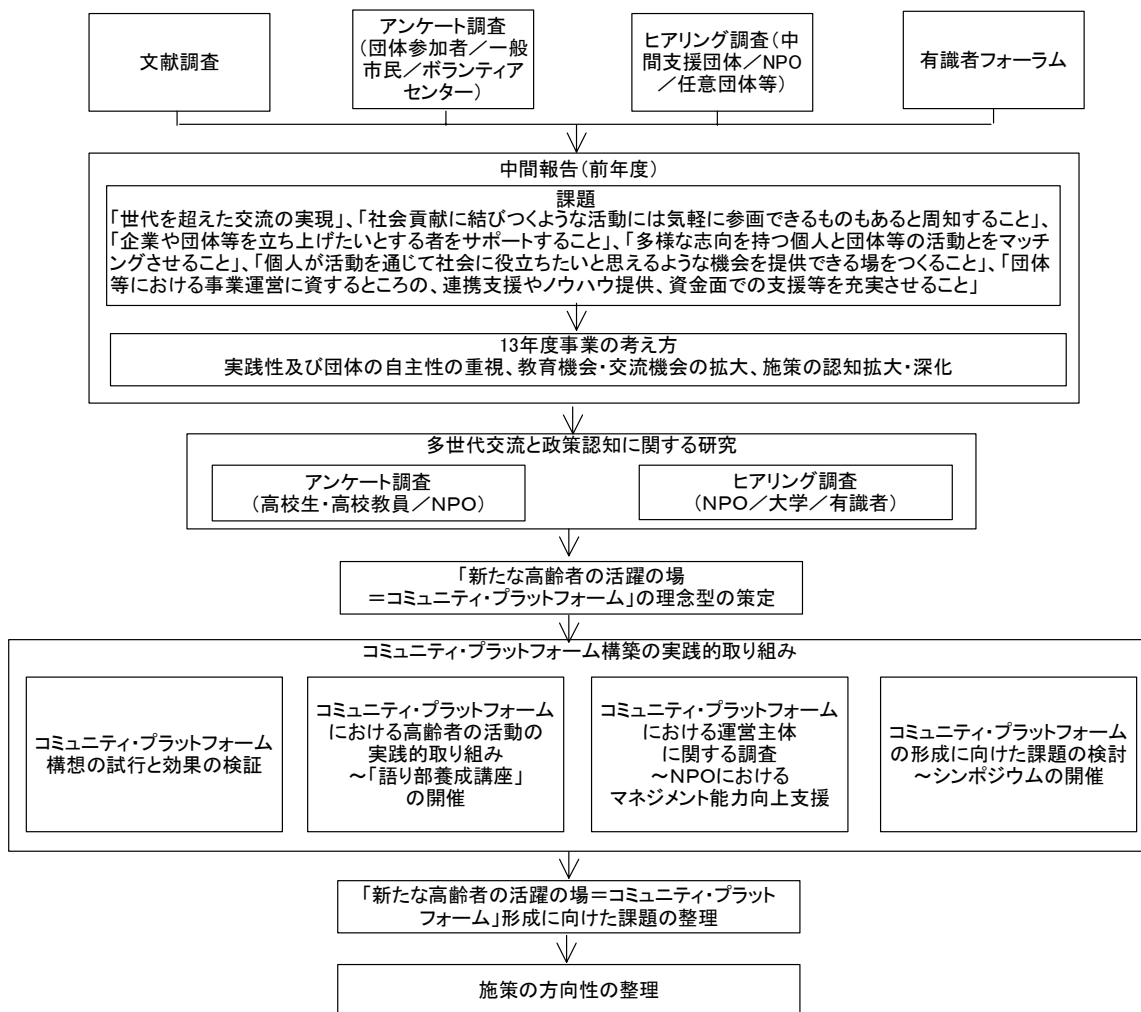 文献調査
アンケート調査
(団体参加者／一般
市民／ボランティア
センター)
ヒアリング調査(中
間支援団体／NPO
／任意団体等)
有識者フォーラム
中間報告(前年度)
課題
「世代を超えた交流の実現」、「社会貢献に結びつくような活動には気軽に参画できるものもあると周知すること」、
「企業や団体等を立ち上げたいとする者をサポートすること」、「多様な志向を持つ個人と団体等の活動とをマッチ
ングさせること」、「個人が活動を通じて社会に役立ちたいと思えるような機会を提供できる場をつくること」、「団体
等における事業運営に資するところの、連携支援やノウハウ提供、資金面での支援等を充実させること」
13年度事業の考え方
実践性及び団体の自主性の重視、教育機会・交流機会の拡大、施策の認知拡大・深化
多世代交流と政策認知に関する研究
アンケート調査
(高校生・高校教員／NPO)
ヒアリング調査
(NPO／大学／有識者)
「新たな高齢者の活躍の場
＝コミュニティ・プラットフォーム」の理念型の策定
コミュニティ・プラットフォーム構築の実践的取り組み
コミュニティ・プラットフォーム
構想の試行と効果の検証
コミュニティ・プラットフォーム
における高齢者の活動の
実践的取り組み
～「語り部養成講座」
の開催
コミュニティ・プラットフォーム
における運営主体
に関する調査
～NPOにおける
マネジメント能力向上支援
コミュニティ・プラットフォーム
の形成に向けた課題の検討
～シンポジウムの開催
「新たな高齢者の活躍の場＝コミュニティ・プラット
フォーム」形成に向けた課題の整理
施策の方向性の整理